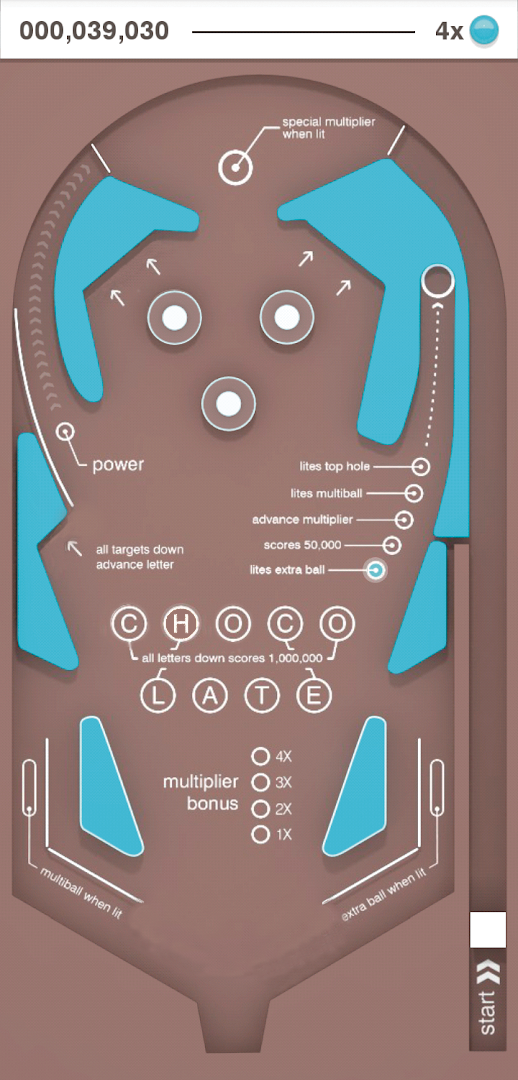 000,039,030
4x
special multiplier
when lit
power
lites top hole
lites multiball
advance multiplier
scores 50,000
lites extra ball
all targets down
advance letter
C H O C O
all letters down scores 1,000,000
L A T E
multiplier
bonus
4X
3X
2X
1X
multiball when lit
extra ball when lit
start